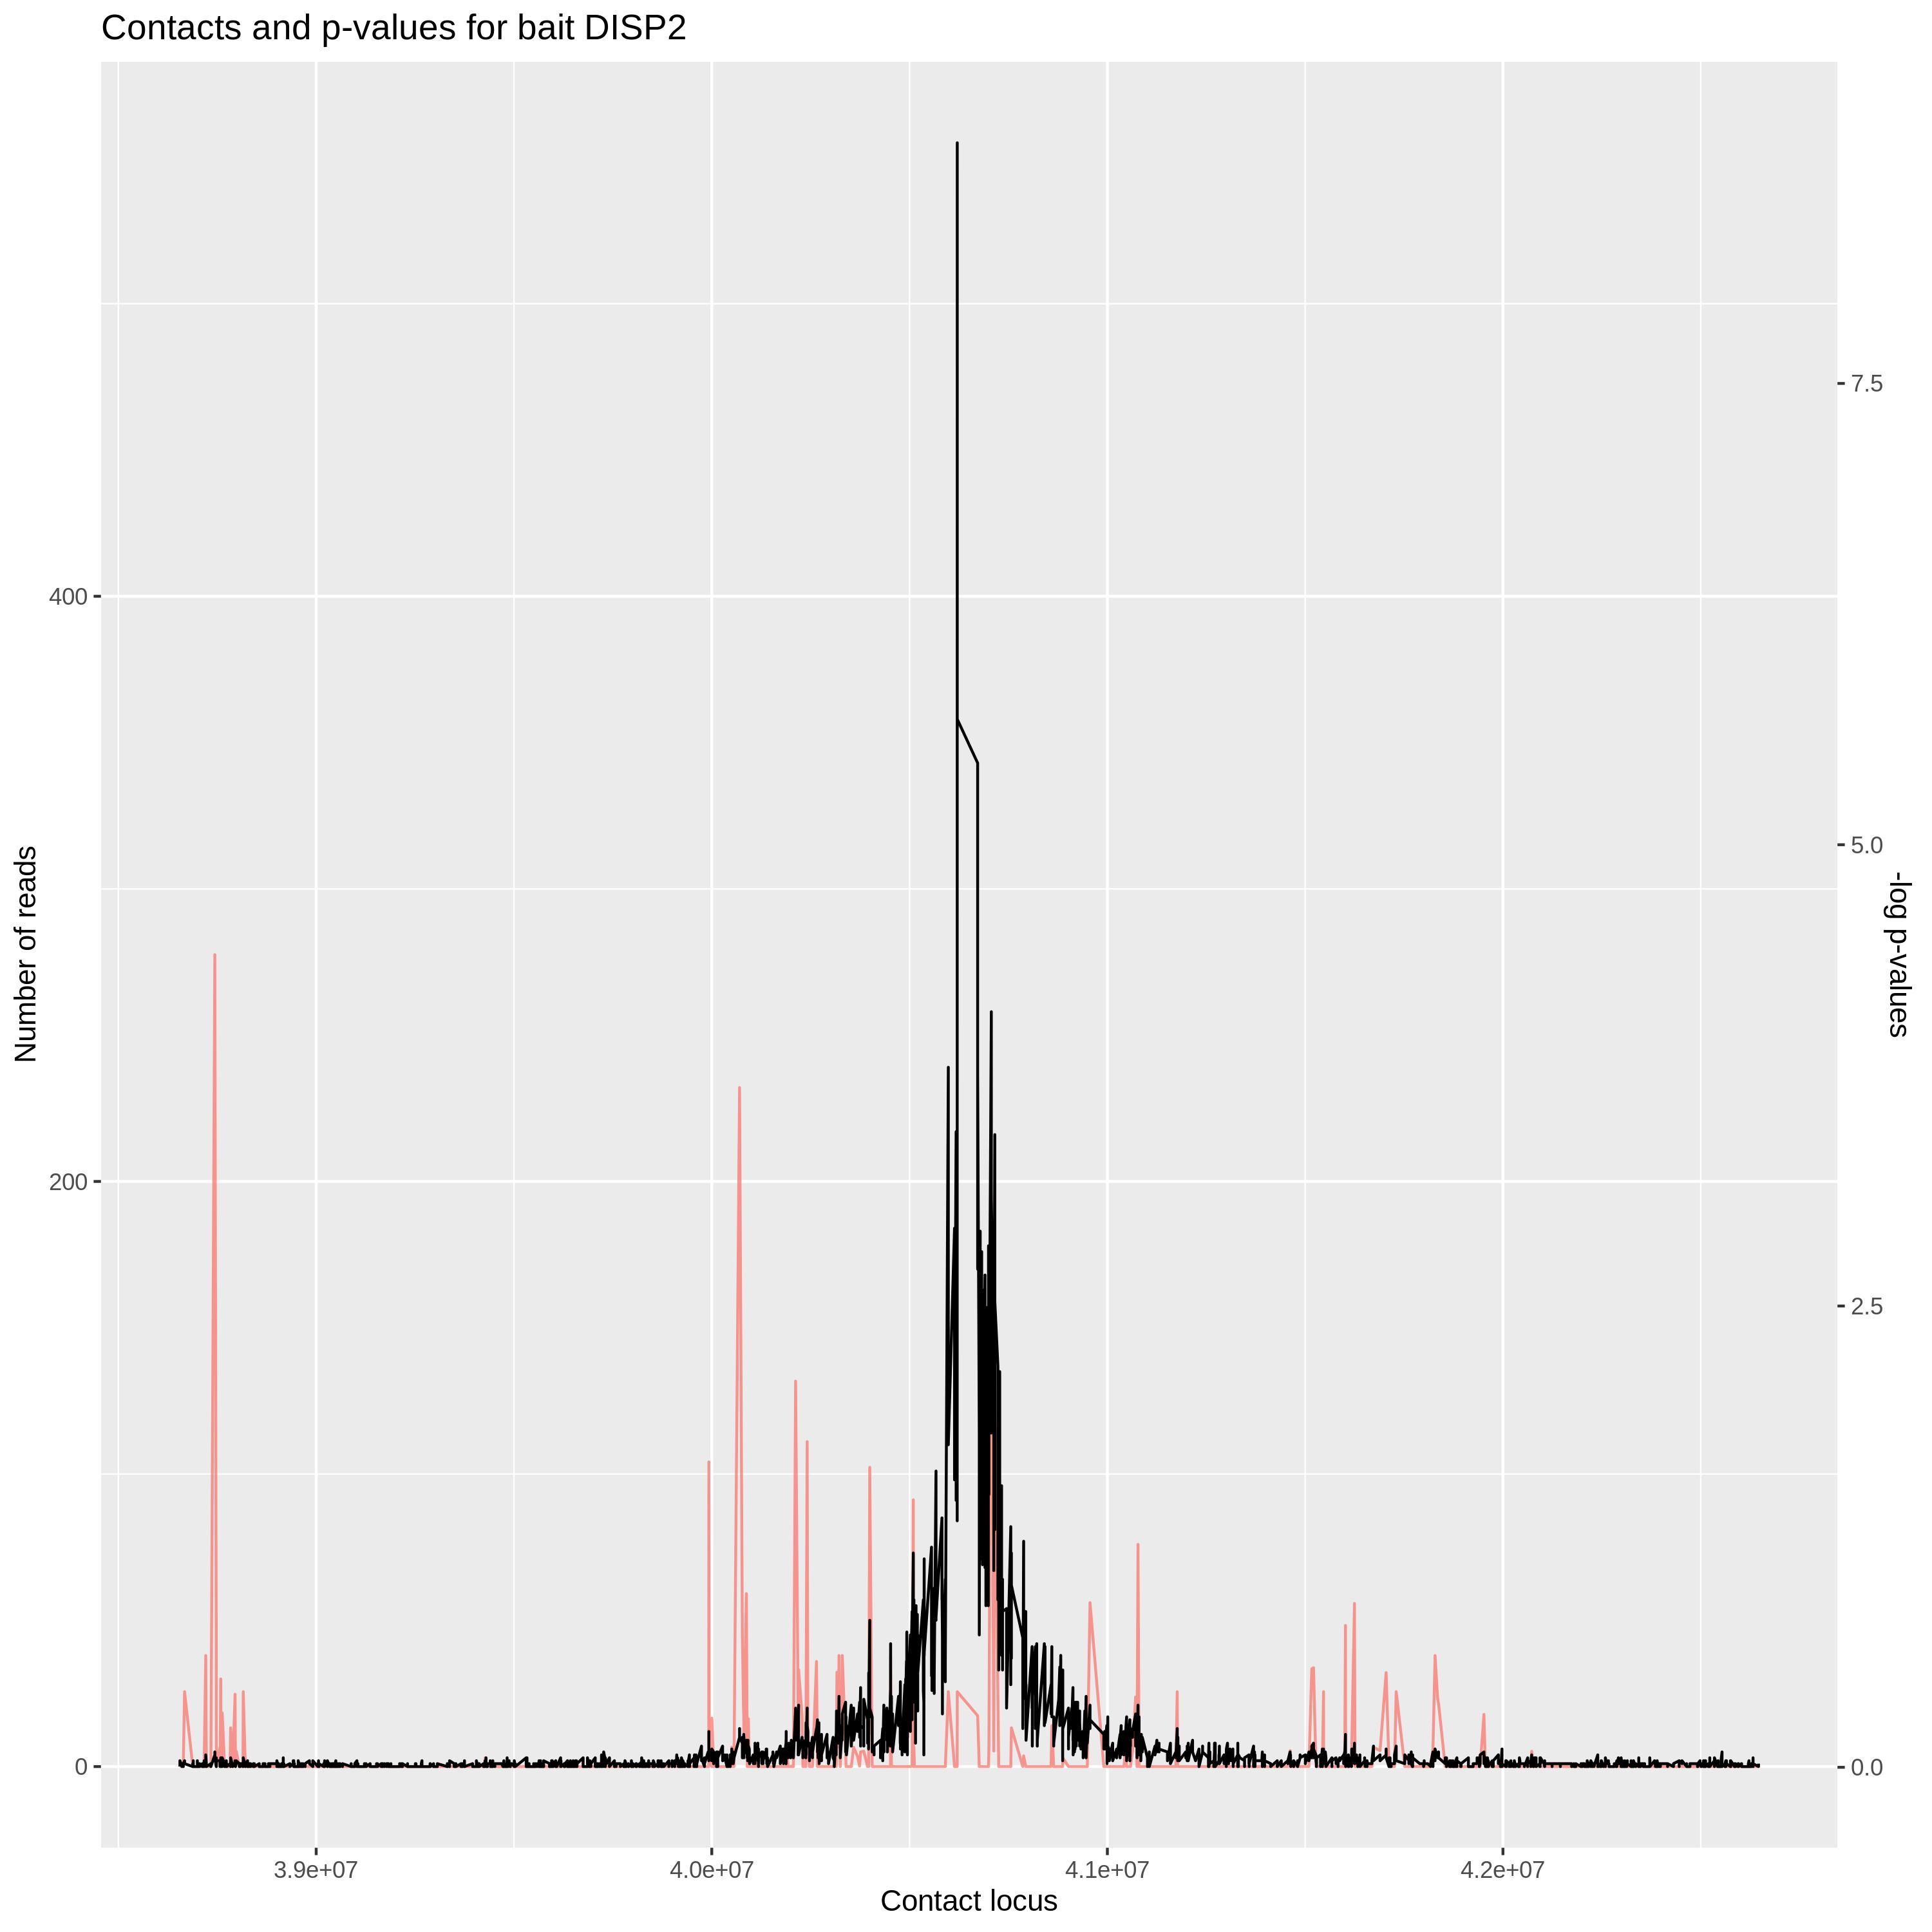 Contacts and p-values for bait DISP2
Number of reads
400
200
0
7.5
5.0
2.5
0.0
-log p-values
3.9e+07
4.0e+07
4.1e+07
4.2e+07
Contact locus